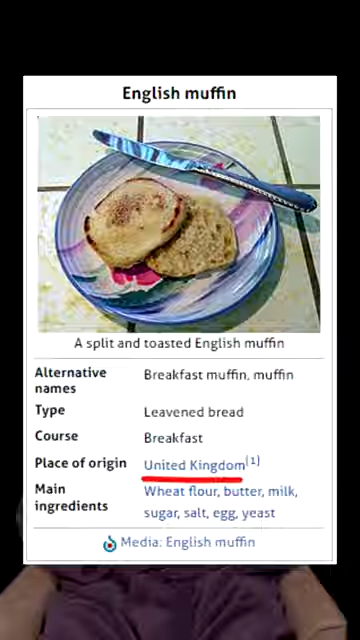 English muffin
A split and toasted English muffin
Alternative names Breakfast muffin, muffin
Type Leavened bread
Course Breakfast
Place of origin United Kingdom[1]
Main ingredients Wheat flour, butter, milk,
sugar, salt, egg, yeast
Media: English muffin